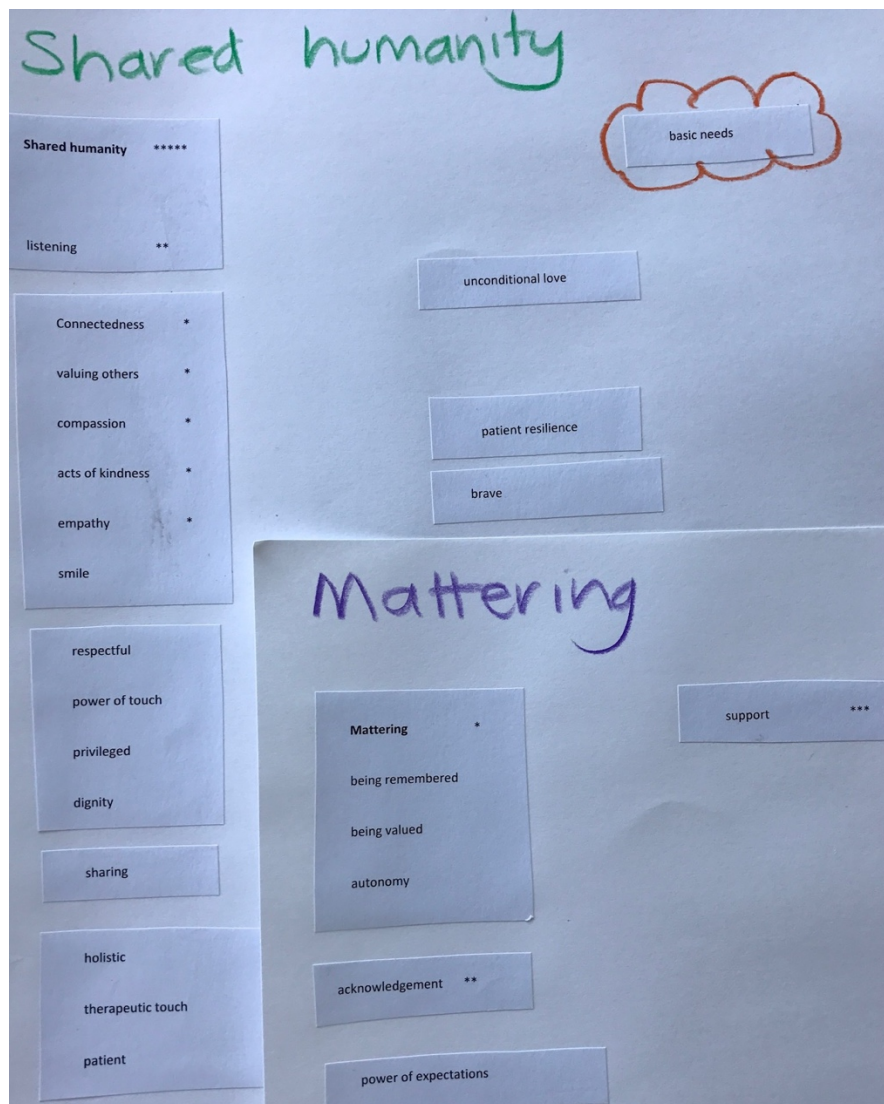 Shared humanity
basic needs
Shared humanity *****
listening **
unconditional love
Connectedness *
valuing others *
compassion *
acts of kindness *
empathy *
smile
patient resilience
brave
respectful
power of touch
privileged
dignity
sharing
holistic
therapeutic touch
patient
Mattering
Mattering *
being remembered
being valued
autonomy
support ***
acknowledgement **
power of expectations